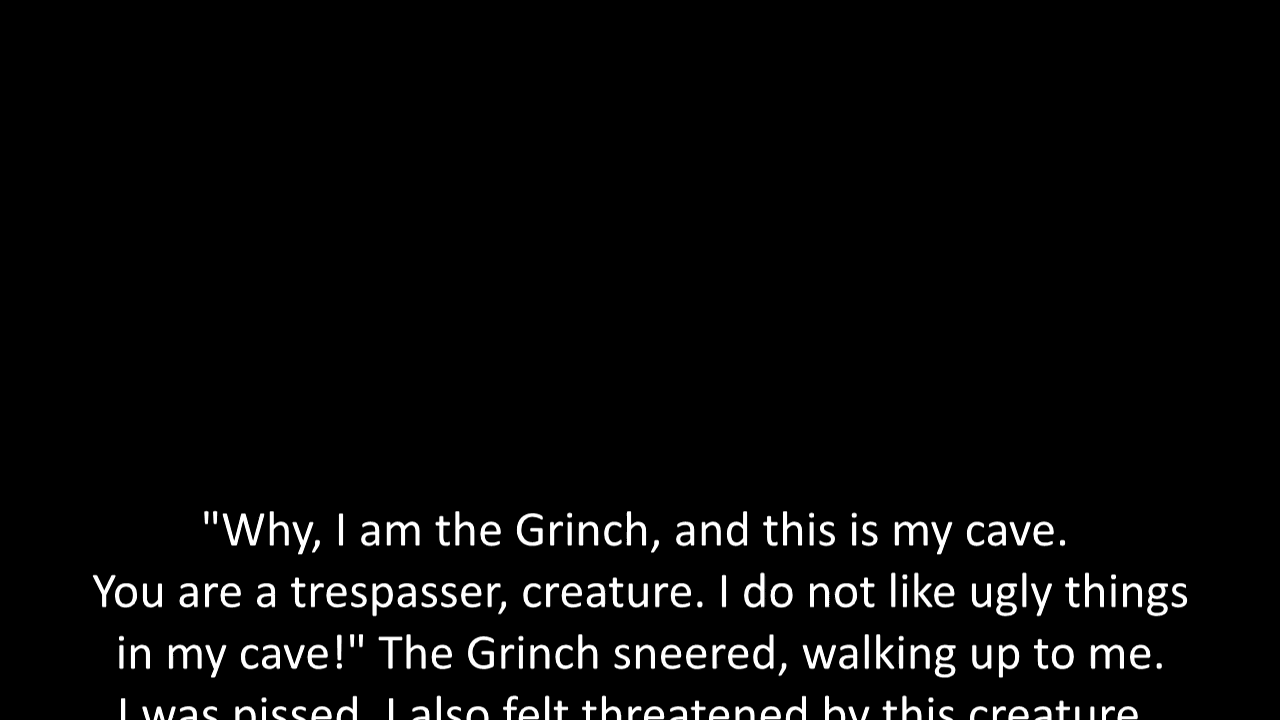 "Why, I am the Grinch, and this is my cave.
You are a trespasser, creature. I do not like ugly things
in my cave!" The Grinch sneered, walking up to me.
I was pissed. I also felt threatened by this creature.